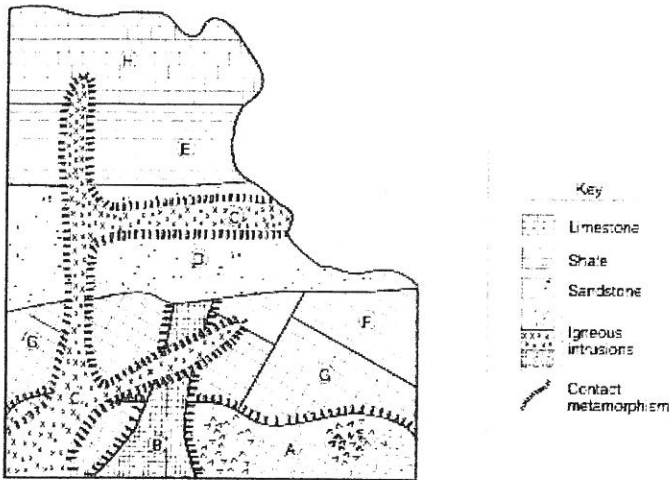 H
E
C
D
G
F
G
C
B
A
Key
Limestone
Shale
Sandstone
Igneous
intrusions
Contact
metamorphism